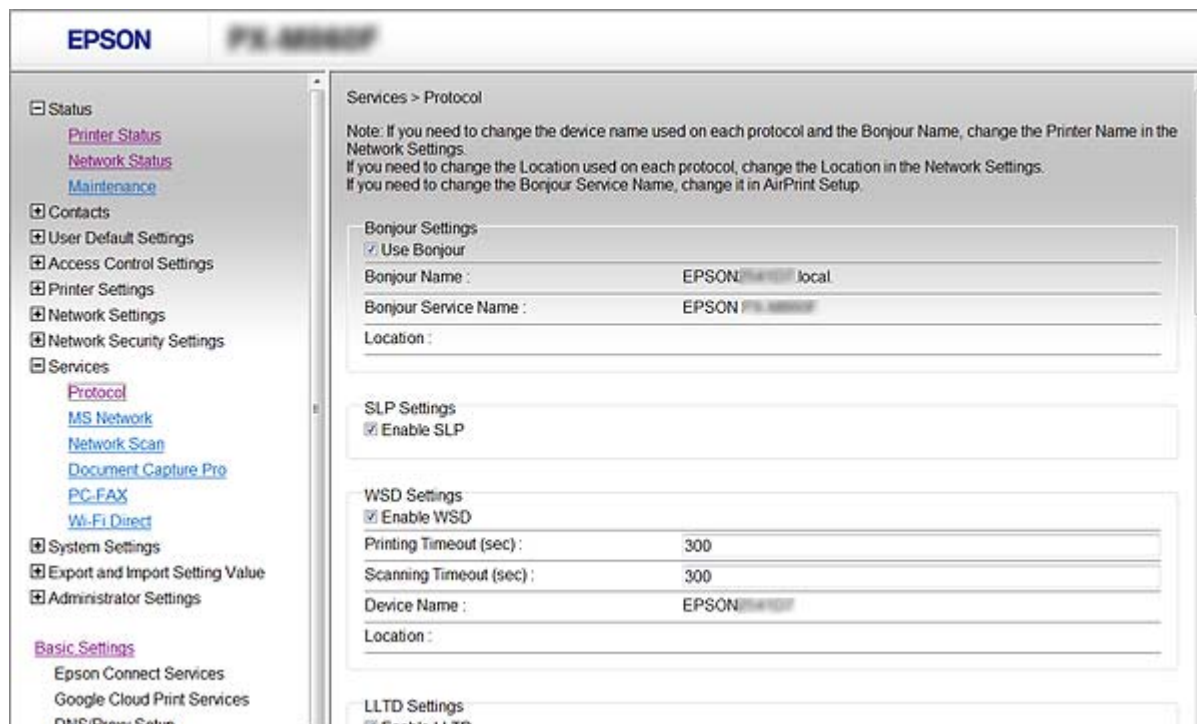 EPSON
Status
Printer Status
Network Status
Maintenance
Contacts
User Default Settings
Access Control Settings
Printer Settings
Network Settings
Network Security Settings
Services
Protocol
MS Network
Network Scan
Document Capture Pro
PC-FAX
Wi-Fi Direct
System Settings
Export and Import Setting Value
Administrator Settings
Basic Settings
Epson Connect Services
Google Cloud Print Services
DNS/Proxy Setup
Services > Protocol
Note: If you need to change the device name used on each protocol and the Bonjour Name, change the Printer Name in the
Network Settings.
If you need to change the Location used on each protocol, change the Location in the Network Settings.
If you need to change the Bonjour Service Name, change it in AirPrint Setup.
Bonjour Settings
Use Bonjour
Bonjour Name : EPSON .local.
Bonjour Service Name : EPSON
Location :
SLP Settings
Enable SLP
WSD Settings
Enable WSD
Printing Timeout (sec) : 300
Scanning Timeout (sec) : 300
Device Name : EPSON
Location :
LLTD Settings
Enable LLTD